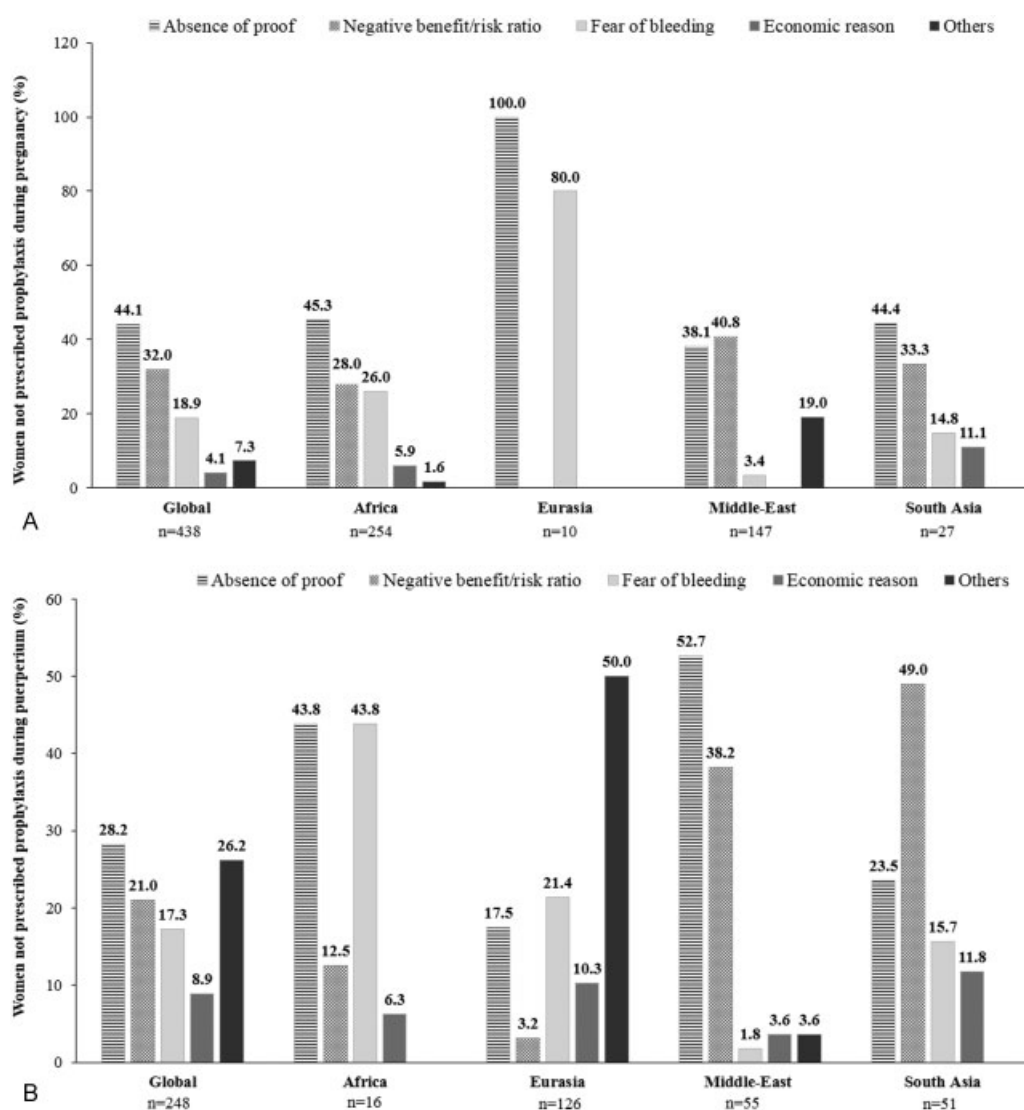 Absence of proof Negative benefit/risk ratio Fear of bleeding Economic reason Others
Women not prescribed prophylaxis during pregnancy (%)
120
100
80
60
40
20
0
44.1 32.0 18.9 4.1 7.3
45.3 28.0 26.0 5.9 1.6
100.0 80.0
38.1 40.8 3.4 19.0
44.4 33.3 14.8 11.1
Global Africa Eurasia Middle-East South Asia
n=438 n=254 n=10 n=147 n=27
A
Absence of proof Negative benefit/risk ratio Fear of bleeding Economic reason Others
Women not prescribed prophylaxis during puerperium (%)
60
50
40
30
20
10
0
28.2 21.0 17.3 8.9 26.2
43.8 12.5 43.8 6.3
17.5 3.2 21.4 10.3 50.0
52.7 38.2 1.8 3.6 3.6
23.5 49.0 15.7 11.8
Global Africa Eurasia Middle-East South Asia
n=248 n=16 n=126 n=55 n=51
B